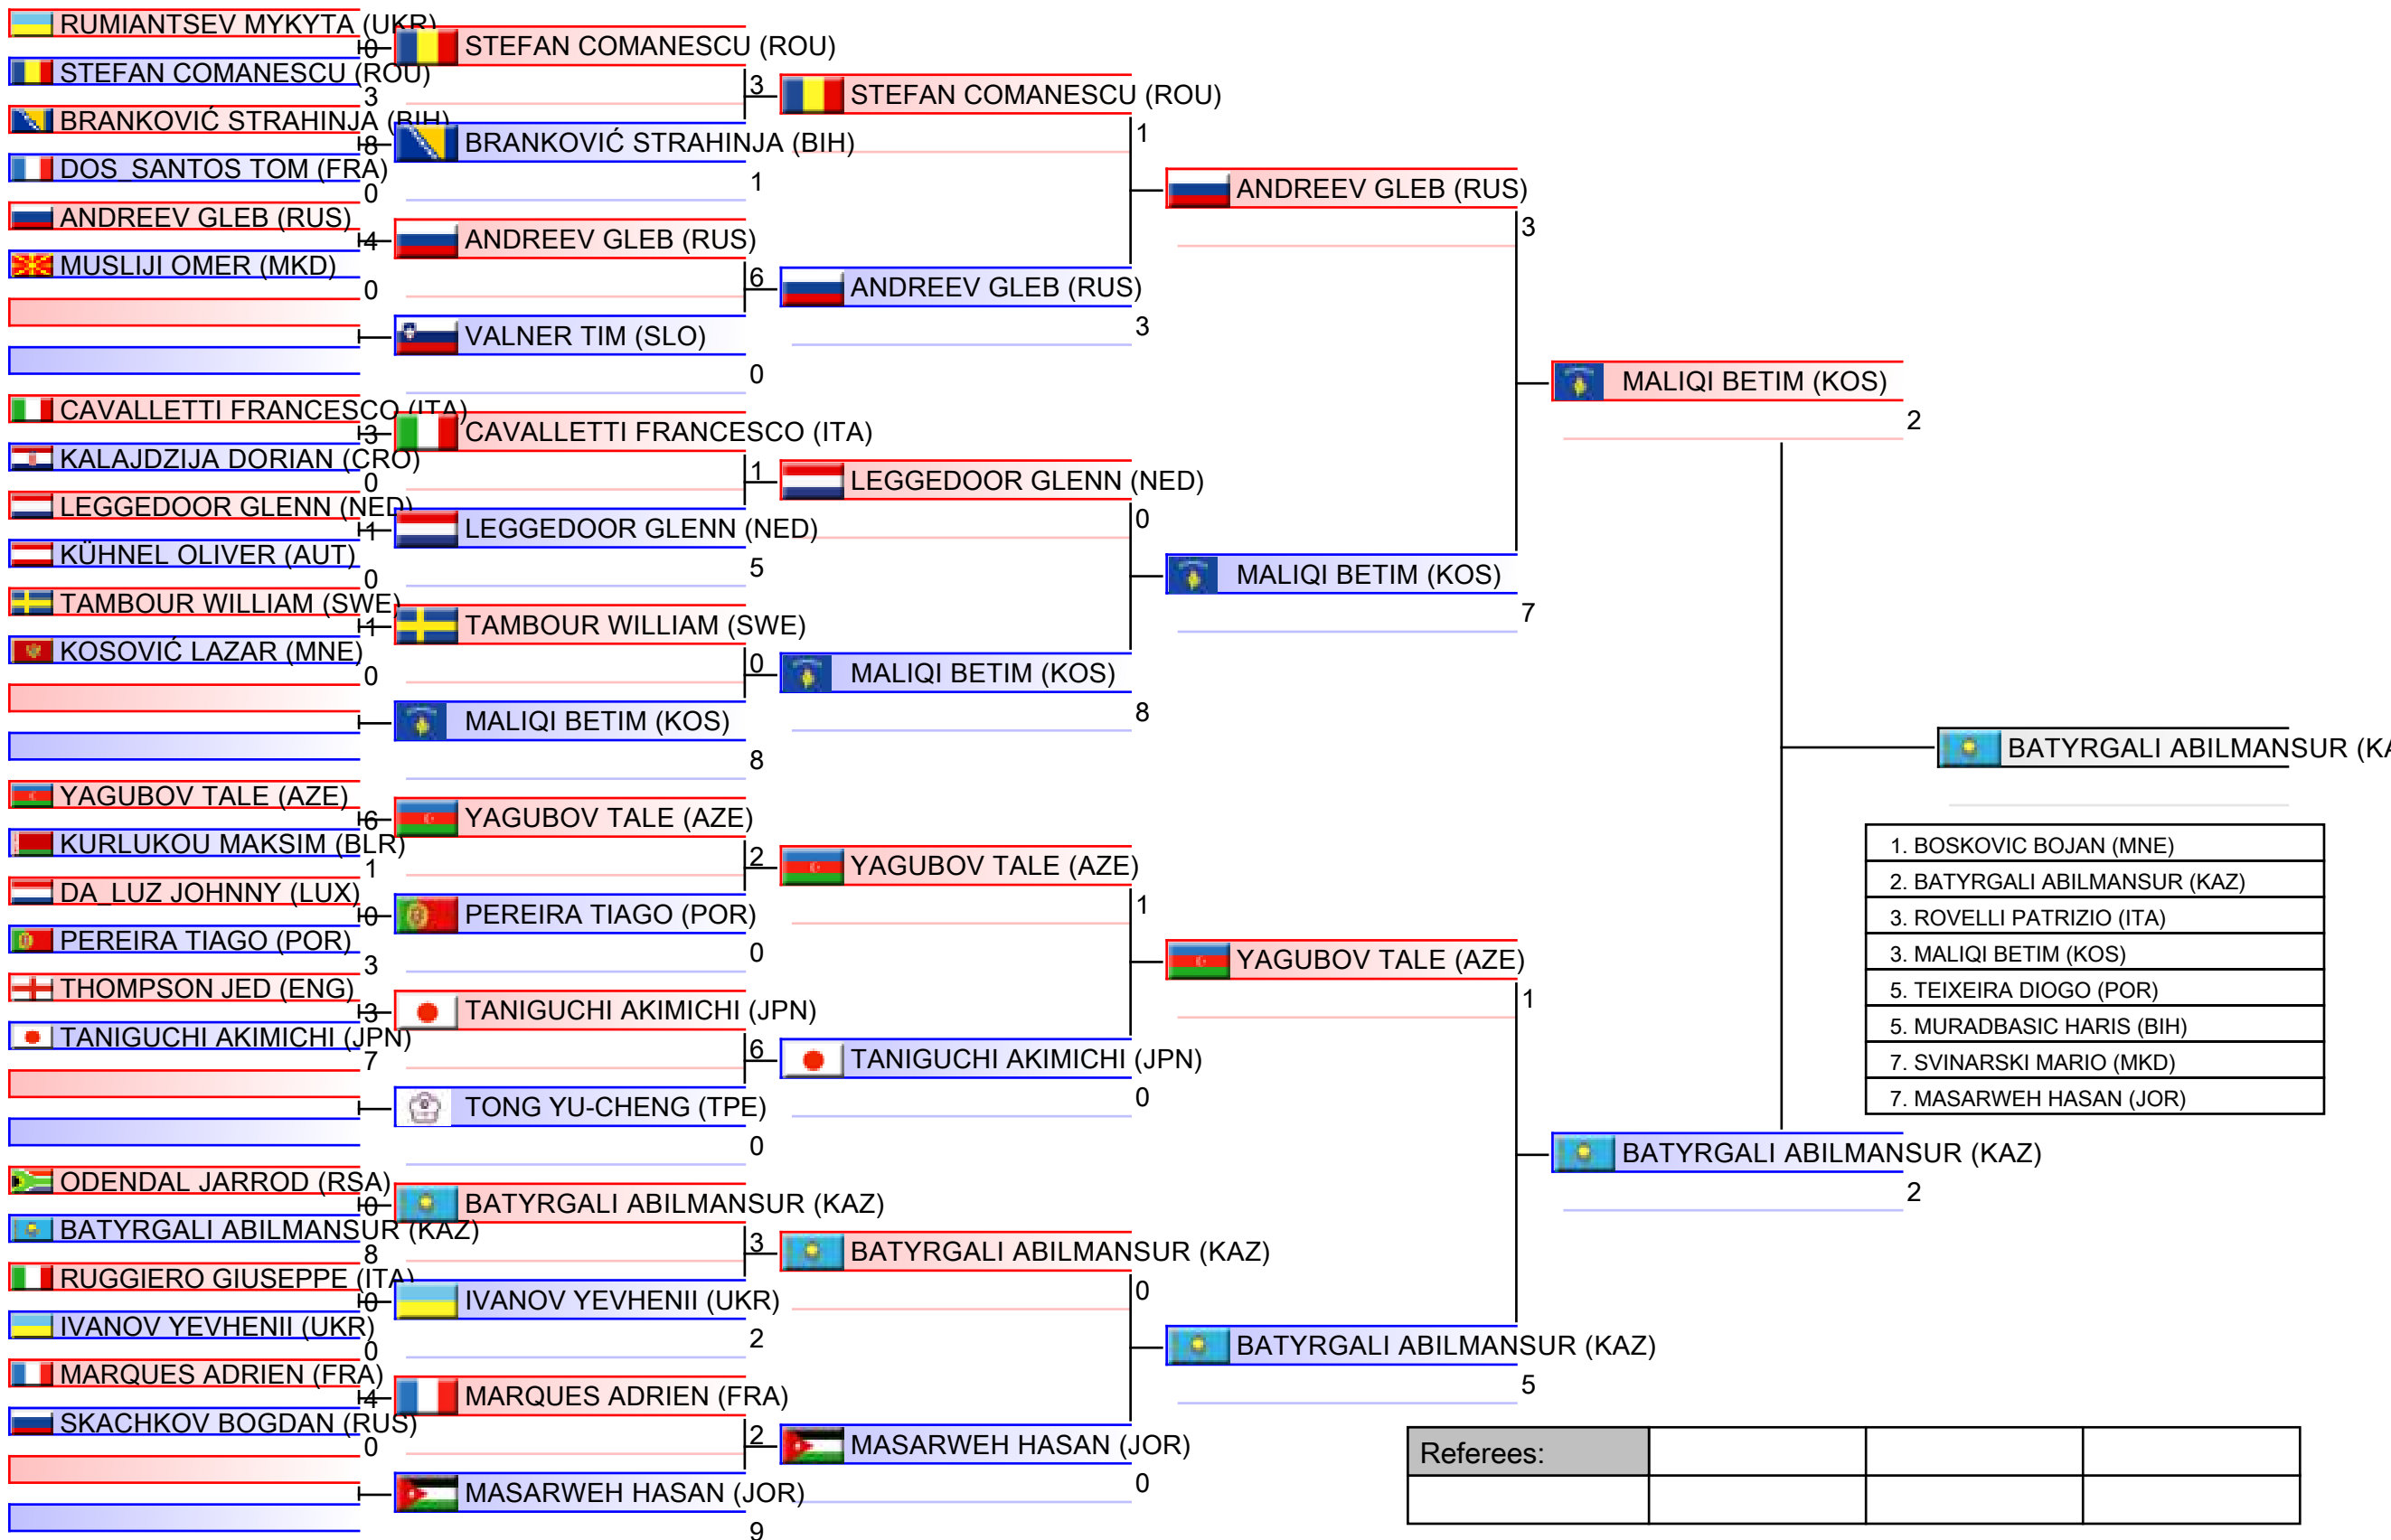 RUMIANTSEV MYKYTA (UKR)
0
STEFAN COMANESCU (ROU)
3
BRANKOVIĆ STRAHINJA (BIH)
8
DOS_SANTOS TOM (FRA)
0
ANDREEV GLEB (RUS)
4
MUSLIJI OMER (MKD)
0
CAVALLETTI FRANCESCO (ITA)
3
KALAJDZIJA DORIAN (CRO)
0
LEGGEDOOR GLENN (NED)
1
KÜHNEL OLIVER (AUT)
0
TAMBOUR WILLIAM (SWE)
1
KOSOVIĆ LAZAR (MNE)
0
YAGUBOV TALE (AZE)
6
KURLUKOU MAKSIM (BLR)
1
DA_LUZ JOHNNY (LUX)
0
PEREIRA TIAGO (POR)
3
THOMPSON JED (ENG)
3
TANIGUCHI AKIMICHI (JPN)
7
ODENDAL JARROD (RSA)
0
BATYRGALI ABILMANSUR (KAZ)
8
RUGGIERO GIUSEPPE (ITA)
0
IVANOV YEVHENII (UKR)
0
MARQUES ADRIEN (FRA)
4
SKACHKOV BOGDAN (RUS)
0
STEFAN COMANESCU (ROU)
3
BRANKOVIĆ STRAHINJA (BIH)
1
ANDREEV GLEB (RUS)
6
VALNER TIM (SLO)
0
CAVALLETTI FRANCESCO (ITA)
1
LEGGEDOOR GLENN (NED)
5
TAMBOUR WILLIAM (SWE)
0
MALIQI BETIM (KOS)
8
YAGUBOV TALE (AZE)
2
PEREIRA TIAGO (POR)
0
TANIGUCHI AKIMICHI (JPN)
6
TONG YU-CHENG (TPE)
0
BATYRGALI ABILMANSUR (KAZ)
3
IVANOV YEVHENII (UKR)
2
MARQUES ADRIEN (FRA)
2
MASARWEH HASAN (JOR)
9
STEFAN COMANESCU (ROU)
1
ANDREEV GLEB (RUS)
3
LEGGEDOOR GLENN (NED)
0
MALIQI BETIM (KOS)
8
YAGUBOV TALE (AZE)
1
TANIGUCHI AKIMICHI (JPN)
0
BATYRGALI ABILMANSUR (KAZ)
0
MASARWEH HASAN (JOR)
0
ANDREEV GLEB (RUS)
3
MALIQI BETIM (KOS)
7
YAGUBOV TALE (AZE)
1
BATYRGALI ABILMANSUR (KAZ)
5
MALIQI BETIM (KOS)
2
BATYRGALI ABILMANSUR (KAZ)
2
BATYRGALI ABILMANSUR (KA
1. BOSKOVIC BOJAN (MNE)
2. BATYRGALI ABILMANSUR (KAZ)
3. ROVELLI PATRIZIO (ITA)
3. MALIQI BETIM (KOS)
5. TEIXEIRA DIOGO (POR)
5. MURADBASIC HARIS (BIH)
7. SVINARSKI MARIO (MKD)
7. MASARWEH HASAN (JOR)
Referees: